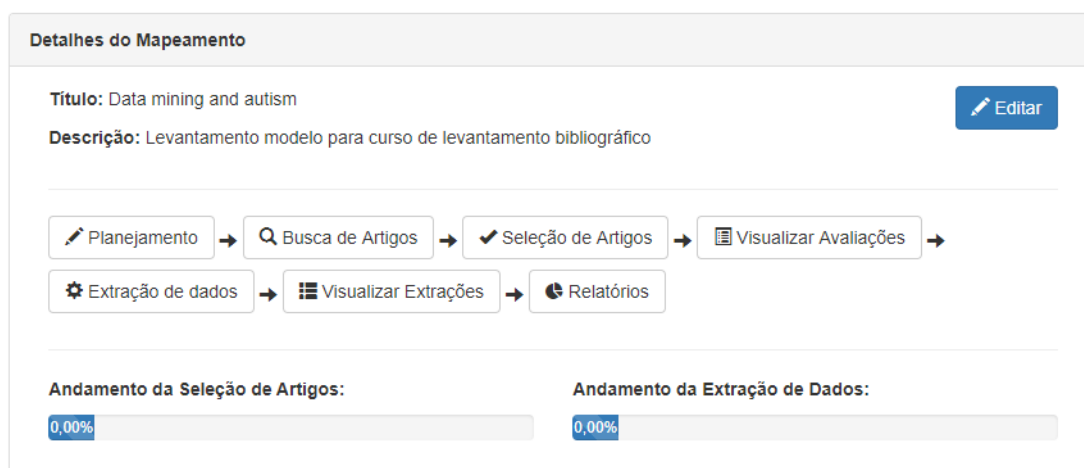 Detalhes do Mapeamento
Título: Data mining and autism
Editar
Descrição: Levantamento modelo para curso de levantamento bibliográfico
Planejamento Busca de Artigos Seleção de Artigos Visualizar Avaliações
Extração de dados Visualizar Extrações Relatórios
Andamento da Seleção de Artigos: Andamento da Extração de Dados:
0,00% 0,00%